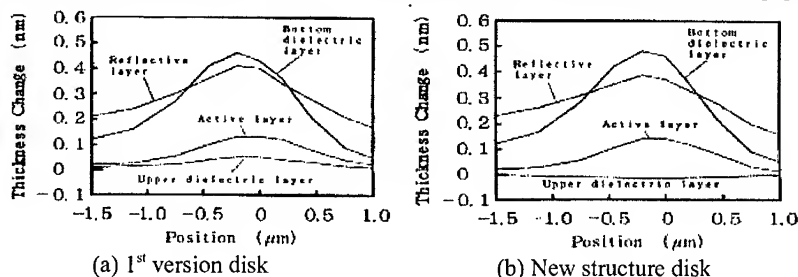 Thickness Change (nm)
0.6
0.5
0.4
0.3
0.2
0.1
0
-0.1
Bottom
dielectric
layer
Reflective
layer
Active layer
Upper dielectric layer
-1.5 -1.0 -0.5 0 0.5 1.0
Position (μm)
(a) 1st version disk
Thickness Change (nm)
0.6
0.5
0.4
0.3
0.2
0.1
0
-0.1
Bottom
dielectric
layer
Reflective
layer
Active layer
Upper dielectric layer
-1.5 -1.0 -0.5 0 0.5 1.0
Position (μm)
(b) New structure disk